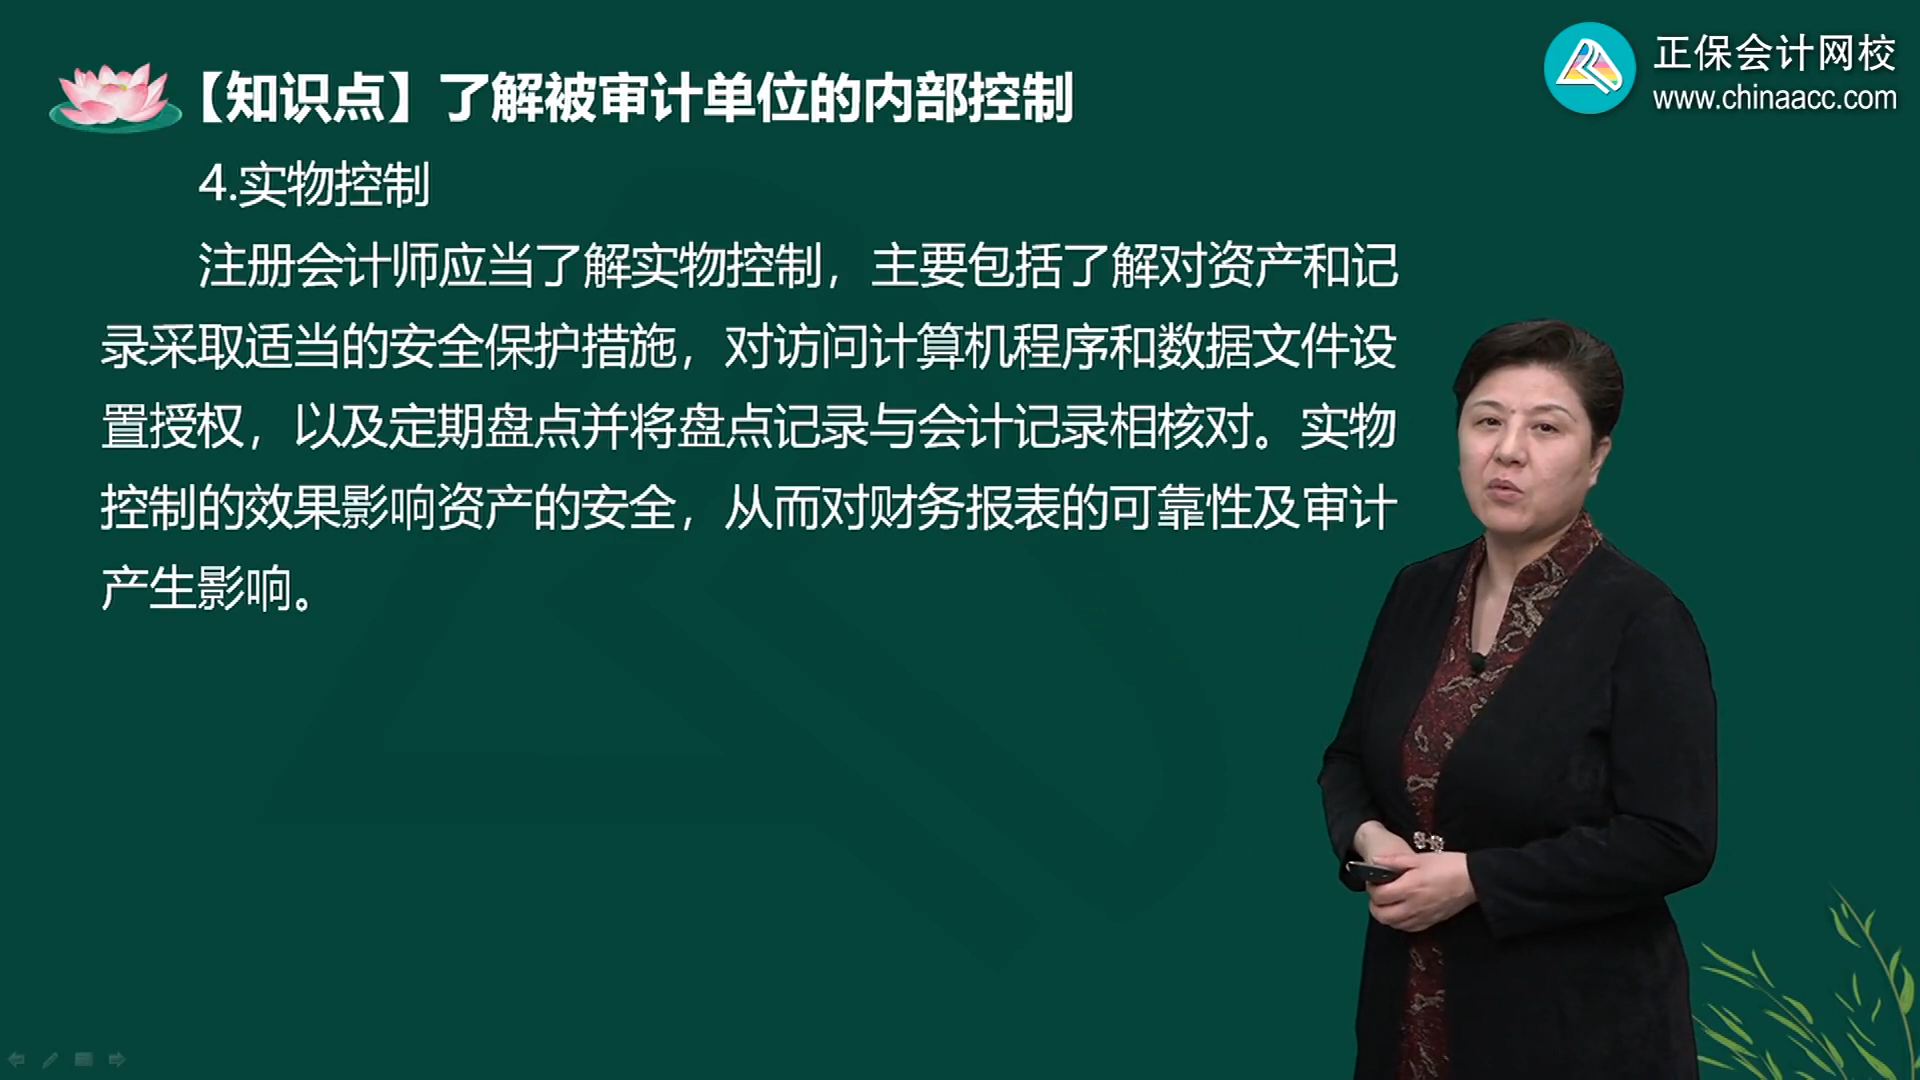 正保会计网校
www.chinaacc.com
【知识点】了解被审计单位的内部控制
4.实物控制
注册会计师应当了解实物控制，主要包括了解对资产和记
录采取适当的安全保护措施，对访问计算机程序和数据文件设
置授权，以及定期盘点并将盘点记录与会计记录相核对。实物
控制的效果影响资产的安全，从而对财务报表的可靠性及审计
产生影响。